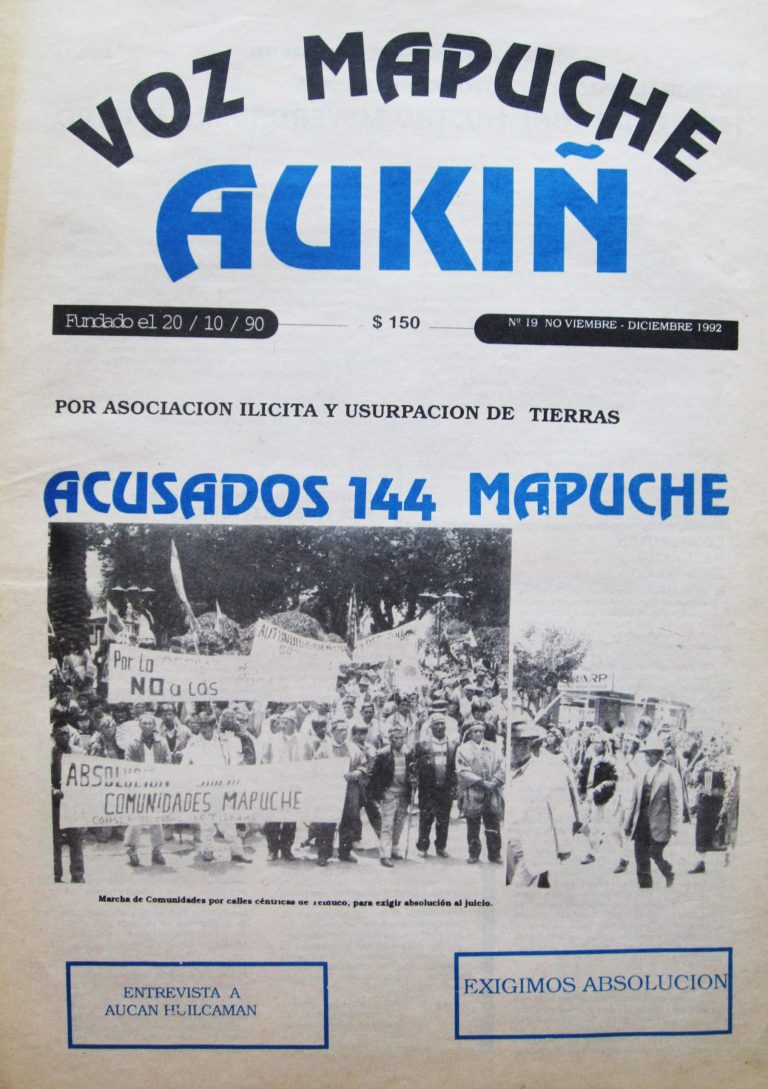 VOZ MAPUCHE
AUKIÑ
Fundado el 20 / 10 / 90
$ 150
Nº 19 NO VIEMBRE - DICIEMBRE 1992
POR ASOCIACION ILICITA Y USURPACION DE TIERRAS
ACUSADOS 144 MAPUCHE
Por la
NO a los
ABSOLUCION
COMUNIDADES MAPUCHE
Marcha de Comunidades por calles céntricas de Temuco, para exigir absolución al juicio.
ENTREVISTA A
AUCAN HUILCAMAN
EXIGIMOS ABSOLUCION